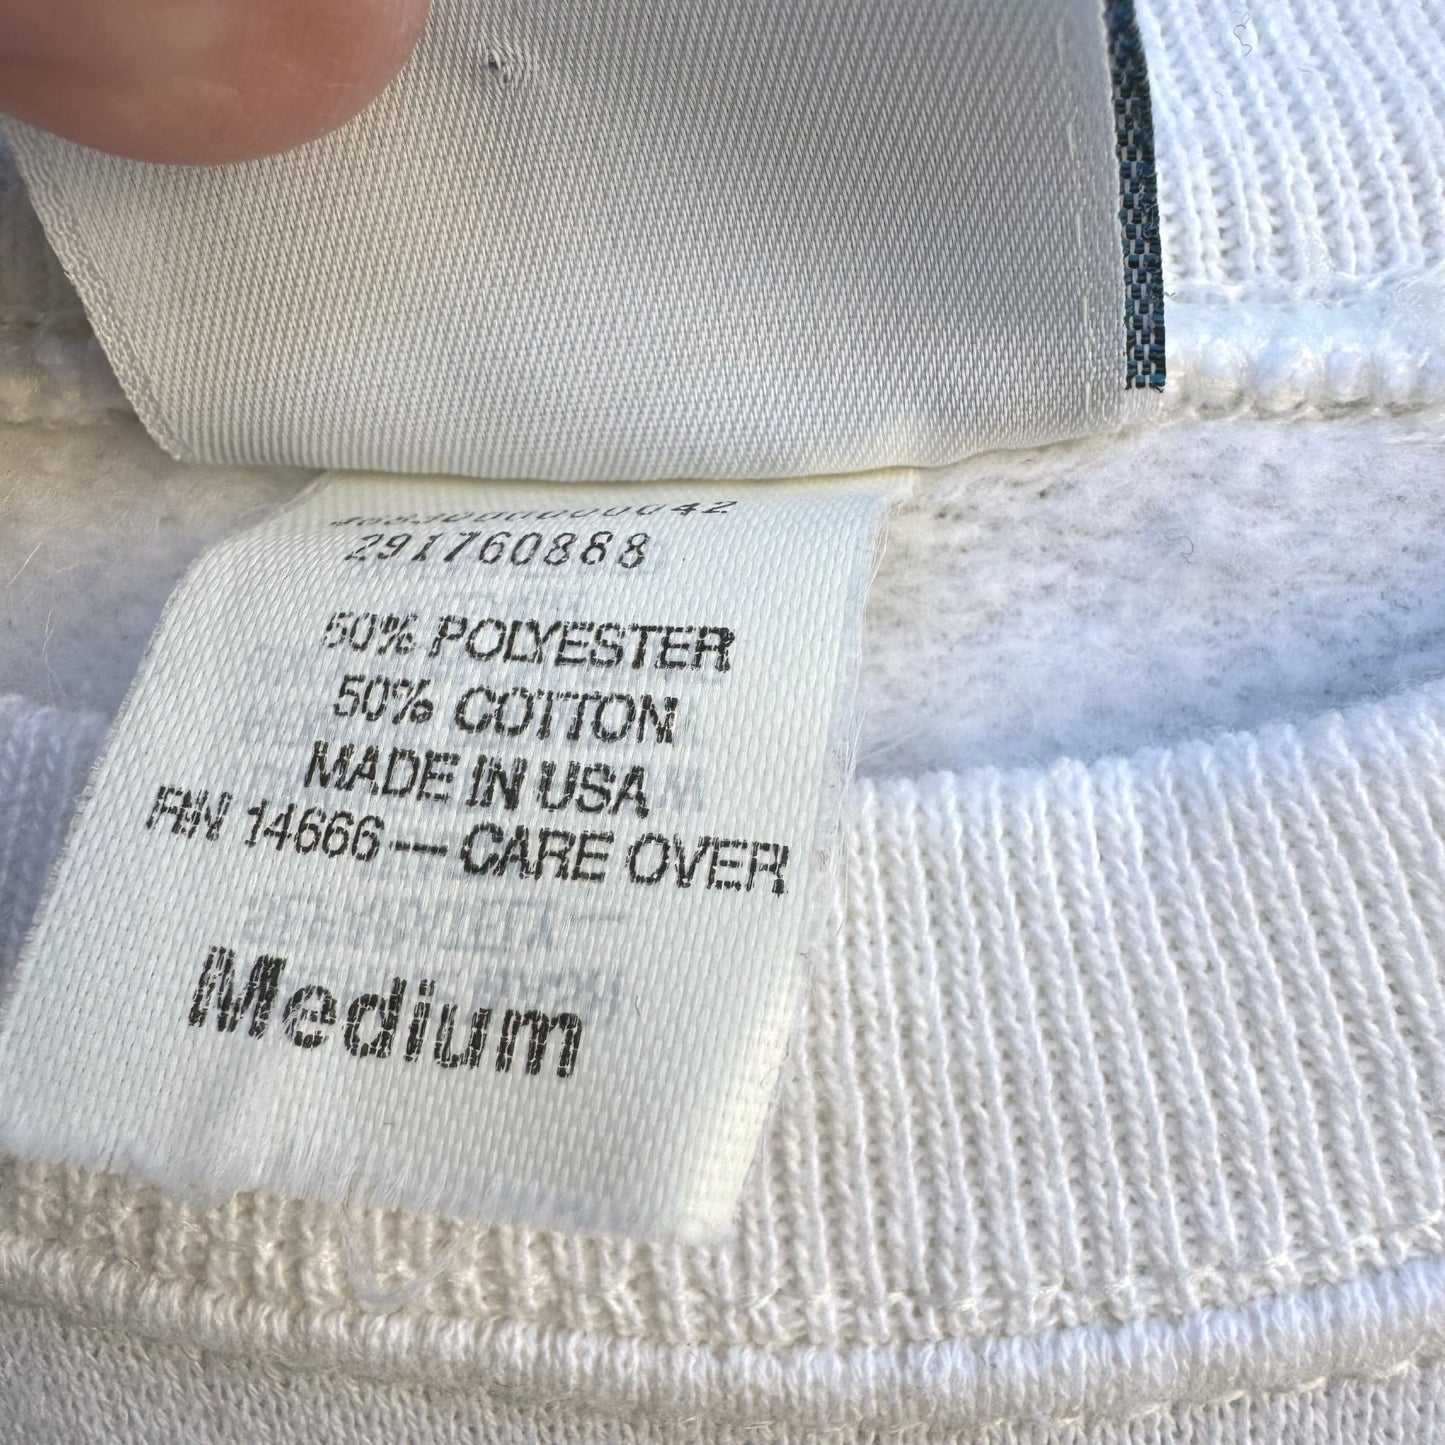 291760888
50% POLYESTER
50% COTTON
MADE IN USA
RN 14666 — CARE OVER
Medium